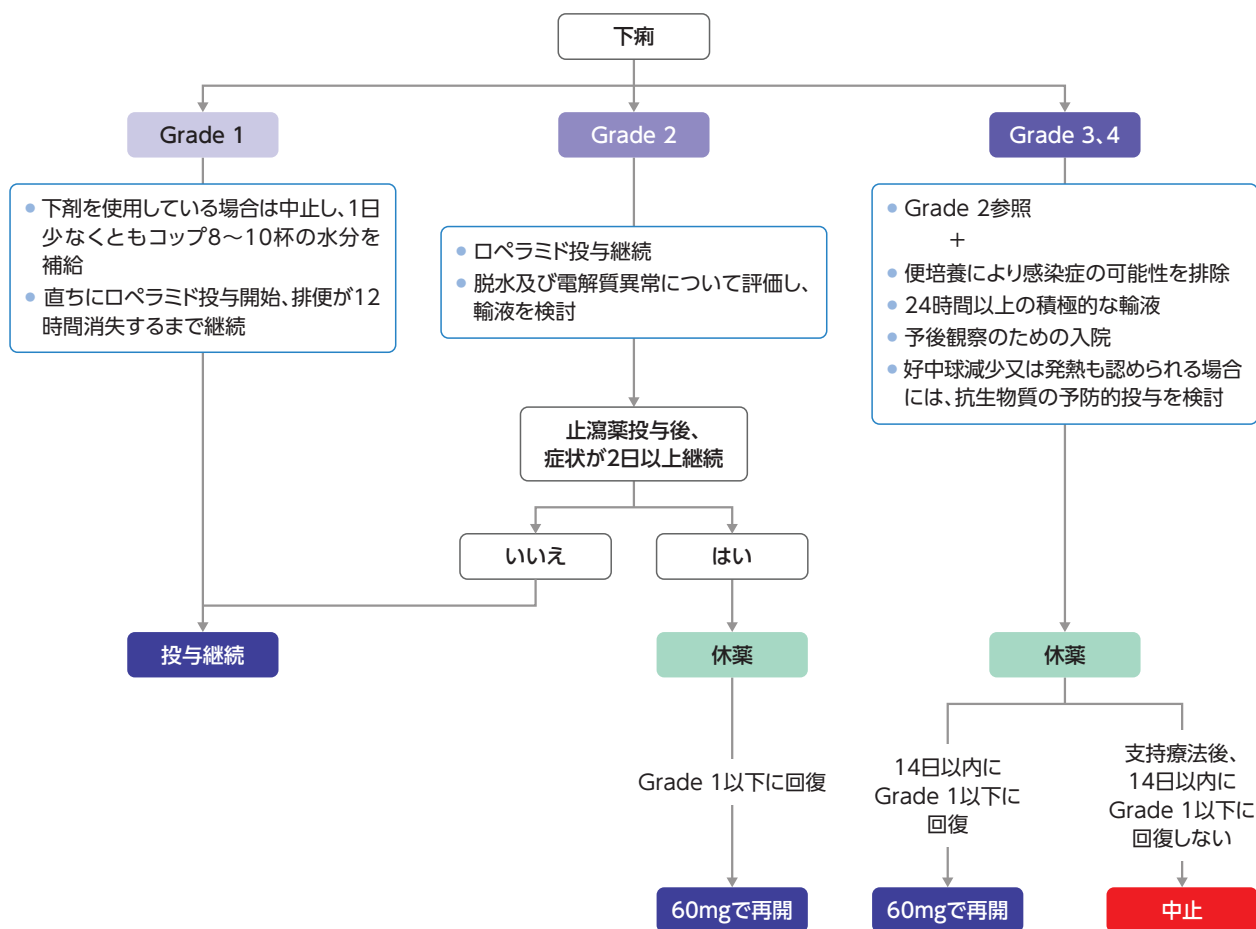 下痢
Grade 1
Grade 2
Grade 3、4
下剤を使用している場合は中止し、1日
少なくともコップ8～10杯の水分を
補給
直ちにロペラミド投与開始、排便が12
時間消失するまで継続
ロペラミド投与継続
脱水及び電解質異常について評価し、
輸液を検討
Grade 2参照
+
便培養により感染症の可能性を排除
24時間以上の積極的な輸液
予後観察のための入院
好中球減少又は発熱も認められる場合
には、抗生物質の予防的投与を検討
止瀉薬投与後、
症状が2日以上継続
いいえ
はい
投与継続
休薬
休薬
Grade 1以下に回復
14日以内に
Grade 1以下に
回復
支持療法後、
14日以内に
Grade 1以下に
回復しない
60mgで再開
60mgで再開
中止